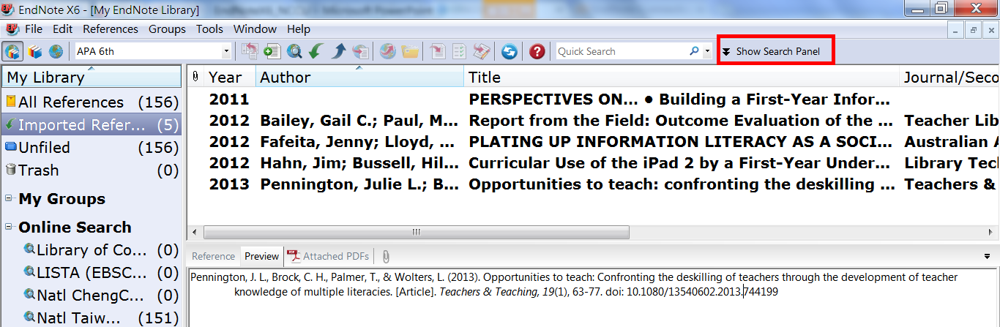 EndNote X6 - [My EndNote Library]
File Edit References Groups Tools Window Help
APA 6th Quick Search Show Search Panel
My Library Year Author Title Journal/Seco
All References (156) 2011 PERSPECTIVES ON... ● Building a First-Year Infor...
Imported Refer... (5) 2012 Bailey, Gail C.; Paul, M... Report from the Field: Outcome Evaluation of the ... Teacher Lib
Unfiled (156) 2012 Fafeita, Jenny; Lloyd, ... PLATING UP INFORMATION LITERACY AS A SOCI... Australian A
Trash (0) 2012 Hahn, Jim; Bussell, Hil... Curricular Use of the iPad 2 by a First-Year Under... Library Tech
2013 Pennington, Julie L.; B... Opportunities to teach: confronting the deskilling ... Teachers &
My Groups
Online Search
Library of Co... (0)
LISTA (EBSC... (0)
Natl ChengC... (0)
Natl Taiw... (151)
Reference Preview Attached PDFs
Pennington, J. L., Brock, C. H., Palmer, T., & Wolters, L. (2013). Opportunities to teach: Confronting the deskilling of teachers through the development of teacher
knowledge of multiple literacies. [Article]. Teachers & Teaching, 19(1), 63-77. doi: 10.1080/13540602.2013.744199